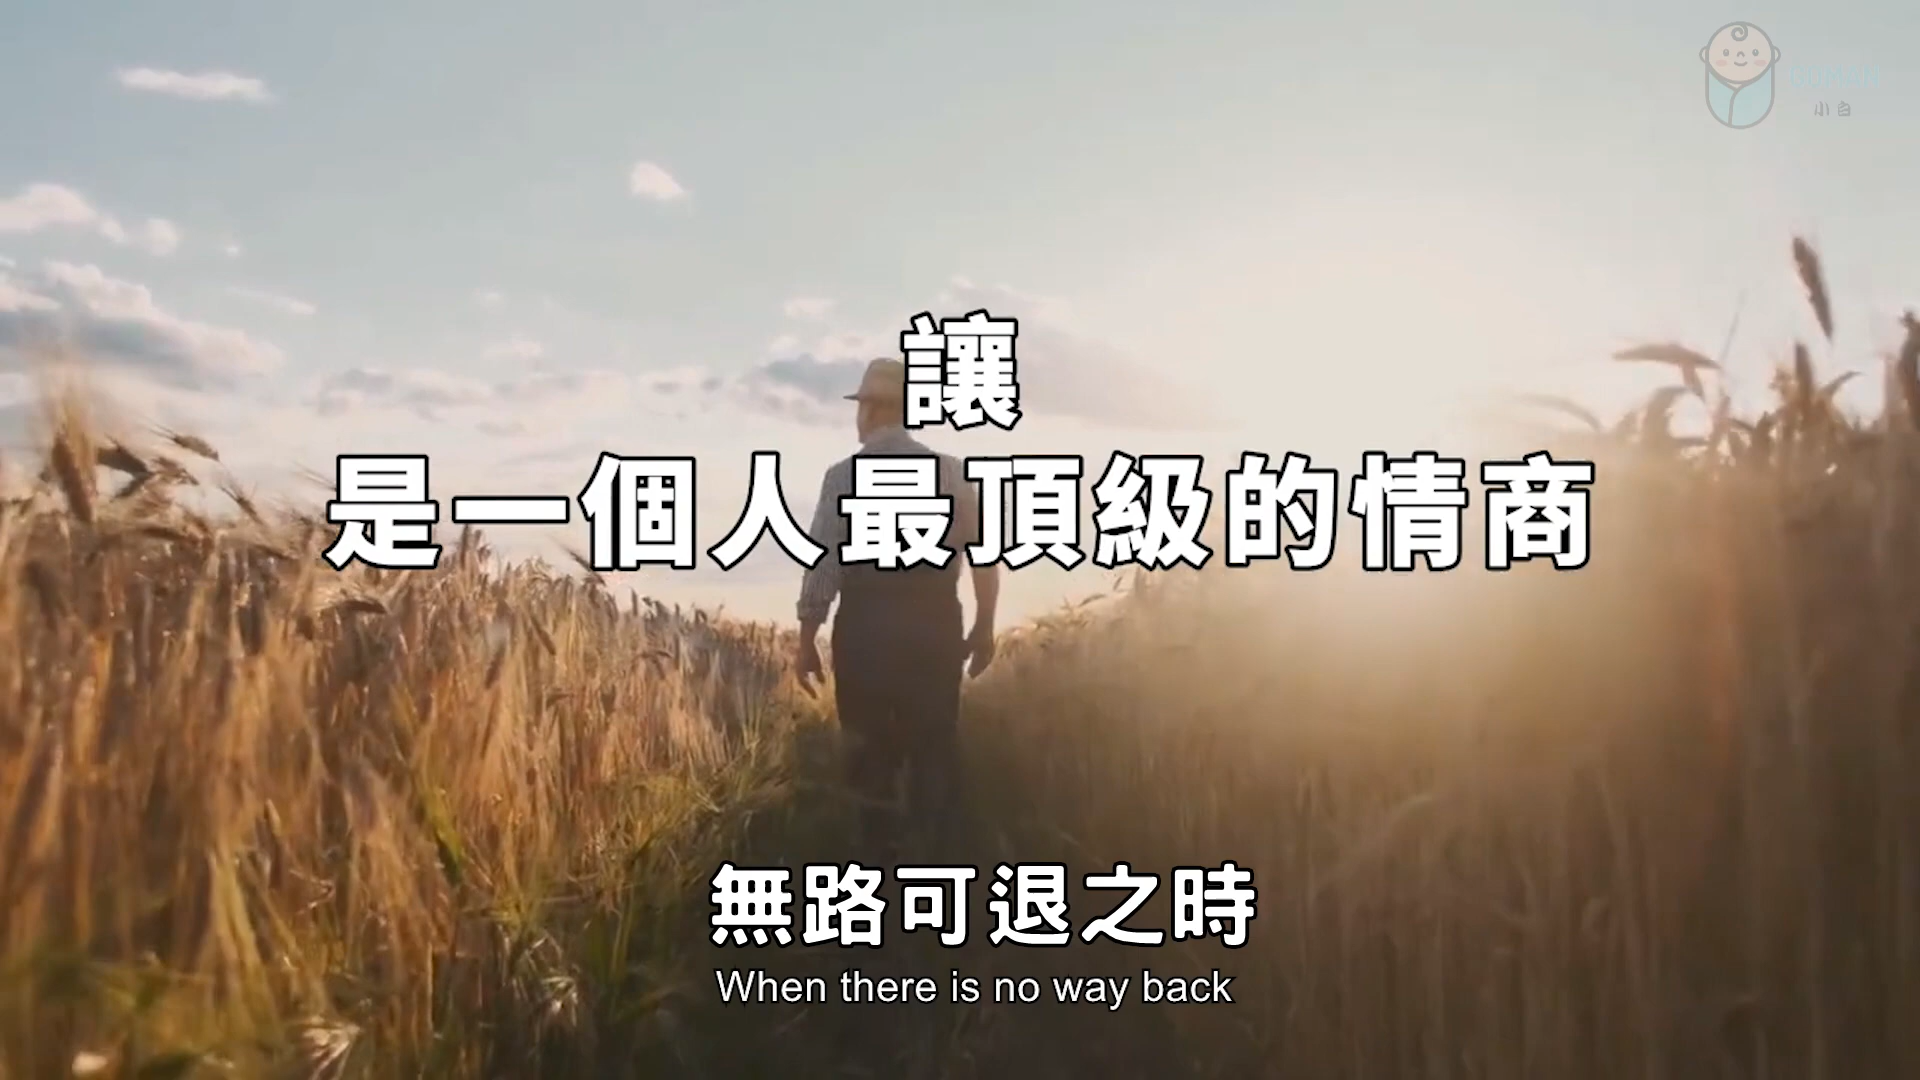 小白
讓
是一個人最頂級的情商
無路可退之時
When there is no way back